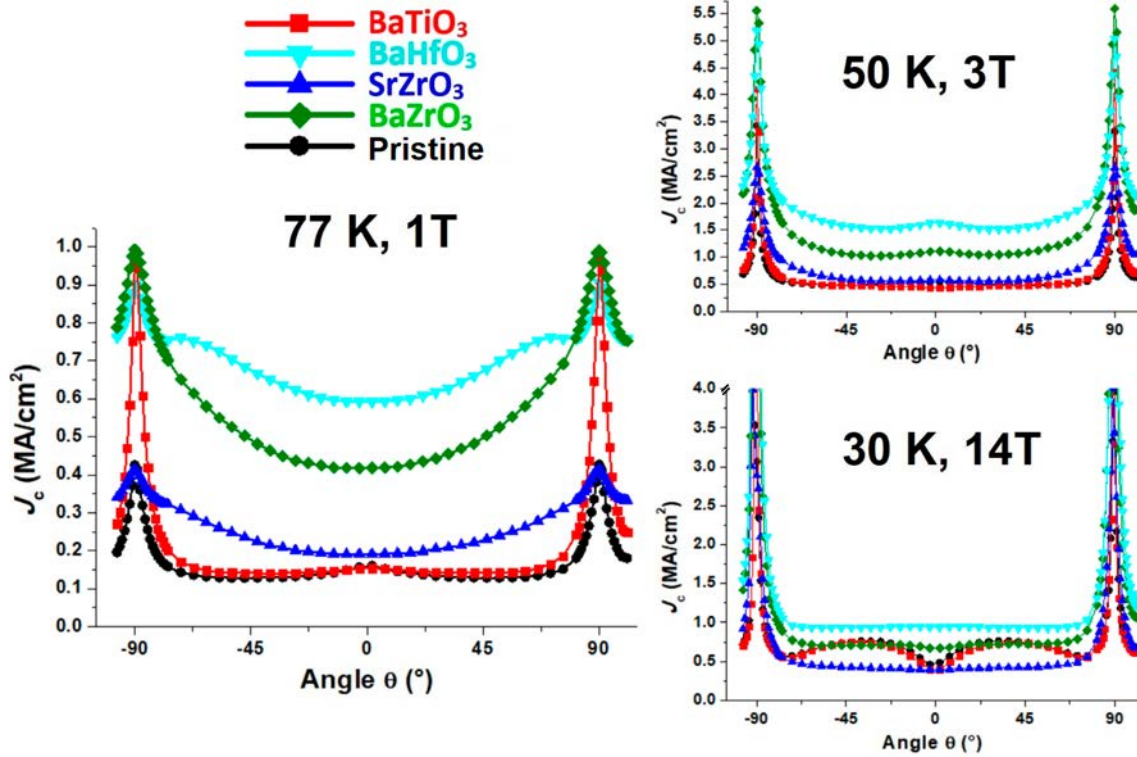 BaTiO₃
BaHfO₃
SrZrO₃
BaZrO₃
Pristine
77 K, 1T
1.0
0.9
0.8
0.7
0.6
0.5
0.4
0.3
0.2
0.1
0.0
Jc (MA/cm²)
-90 -45 0 45 90
Angle θ (°)
50 K, 3T
5.5
5.0
4.5
4.0
3.5
3.0
2.5
2.0
1.5
1.0
0.5
0.0
Jc (MA/cm²)
-90 -45 0 45 90
Angle θ (°)
30 K, 14T
4.0
3.5
3.0
2.5
2.0
1.5
1.0
0.5
0.0
Jc (MA/cm²)
-90 -45 0 45 90
Angle θ (°)